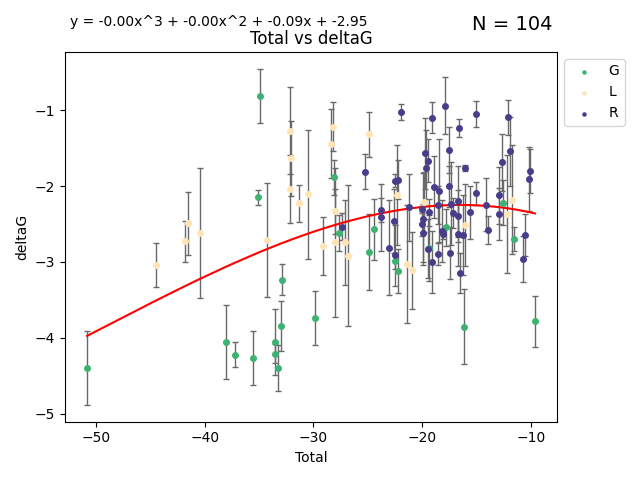 y = -0.00x^3 + -0.00x^2 + -0.09x + -2.95
N = 104
Total vs deltaG
−1
−2
−3
−4
−5
deltaG
−50
−40
−30
−20
−10
Total
G
L
R